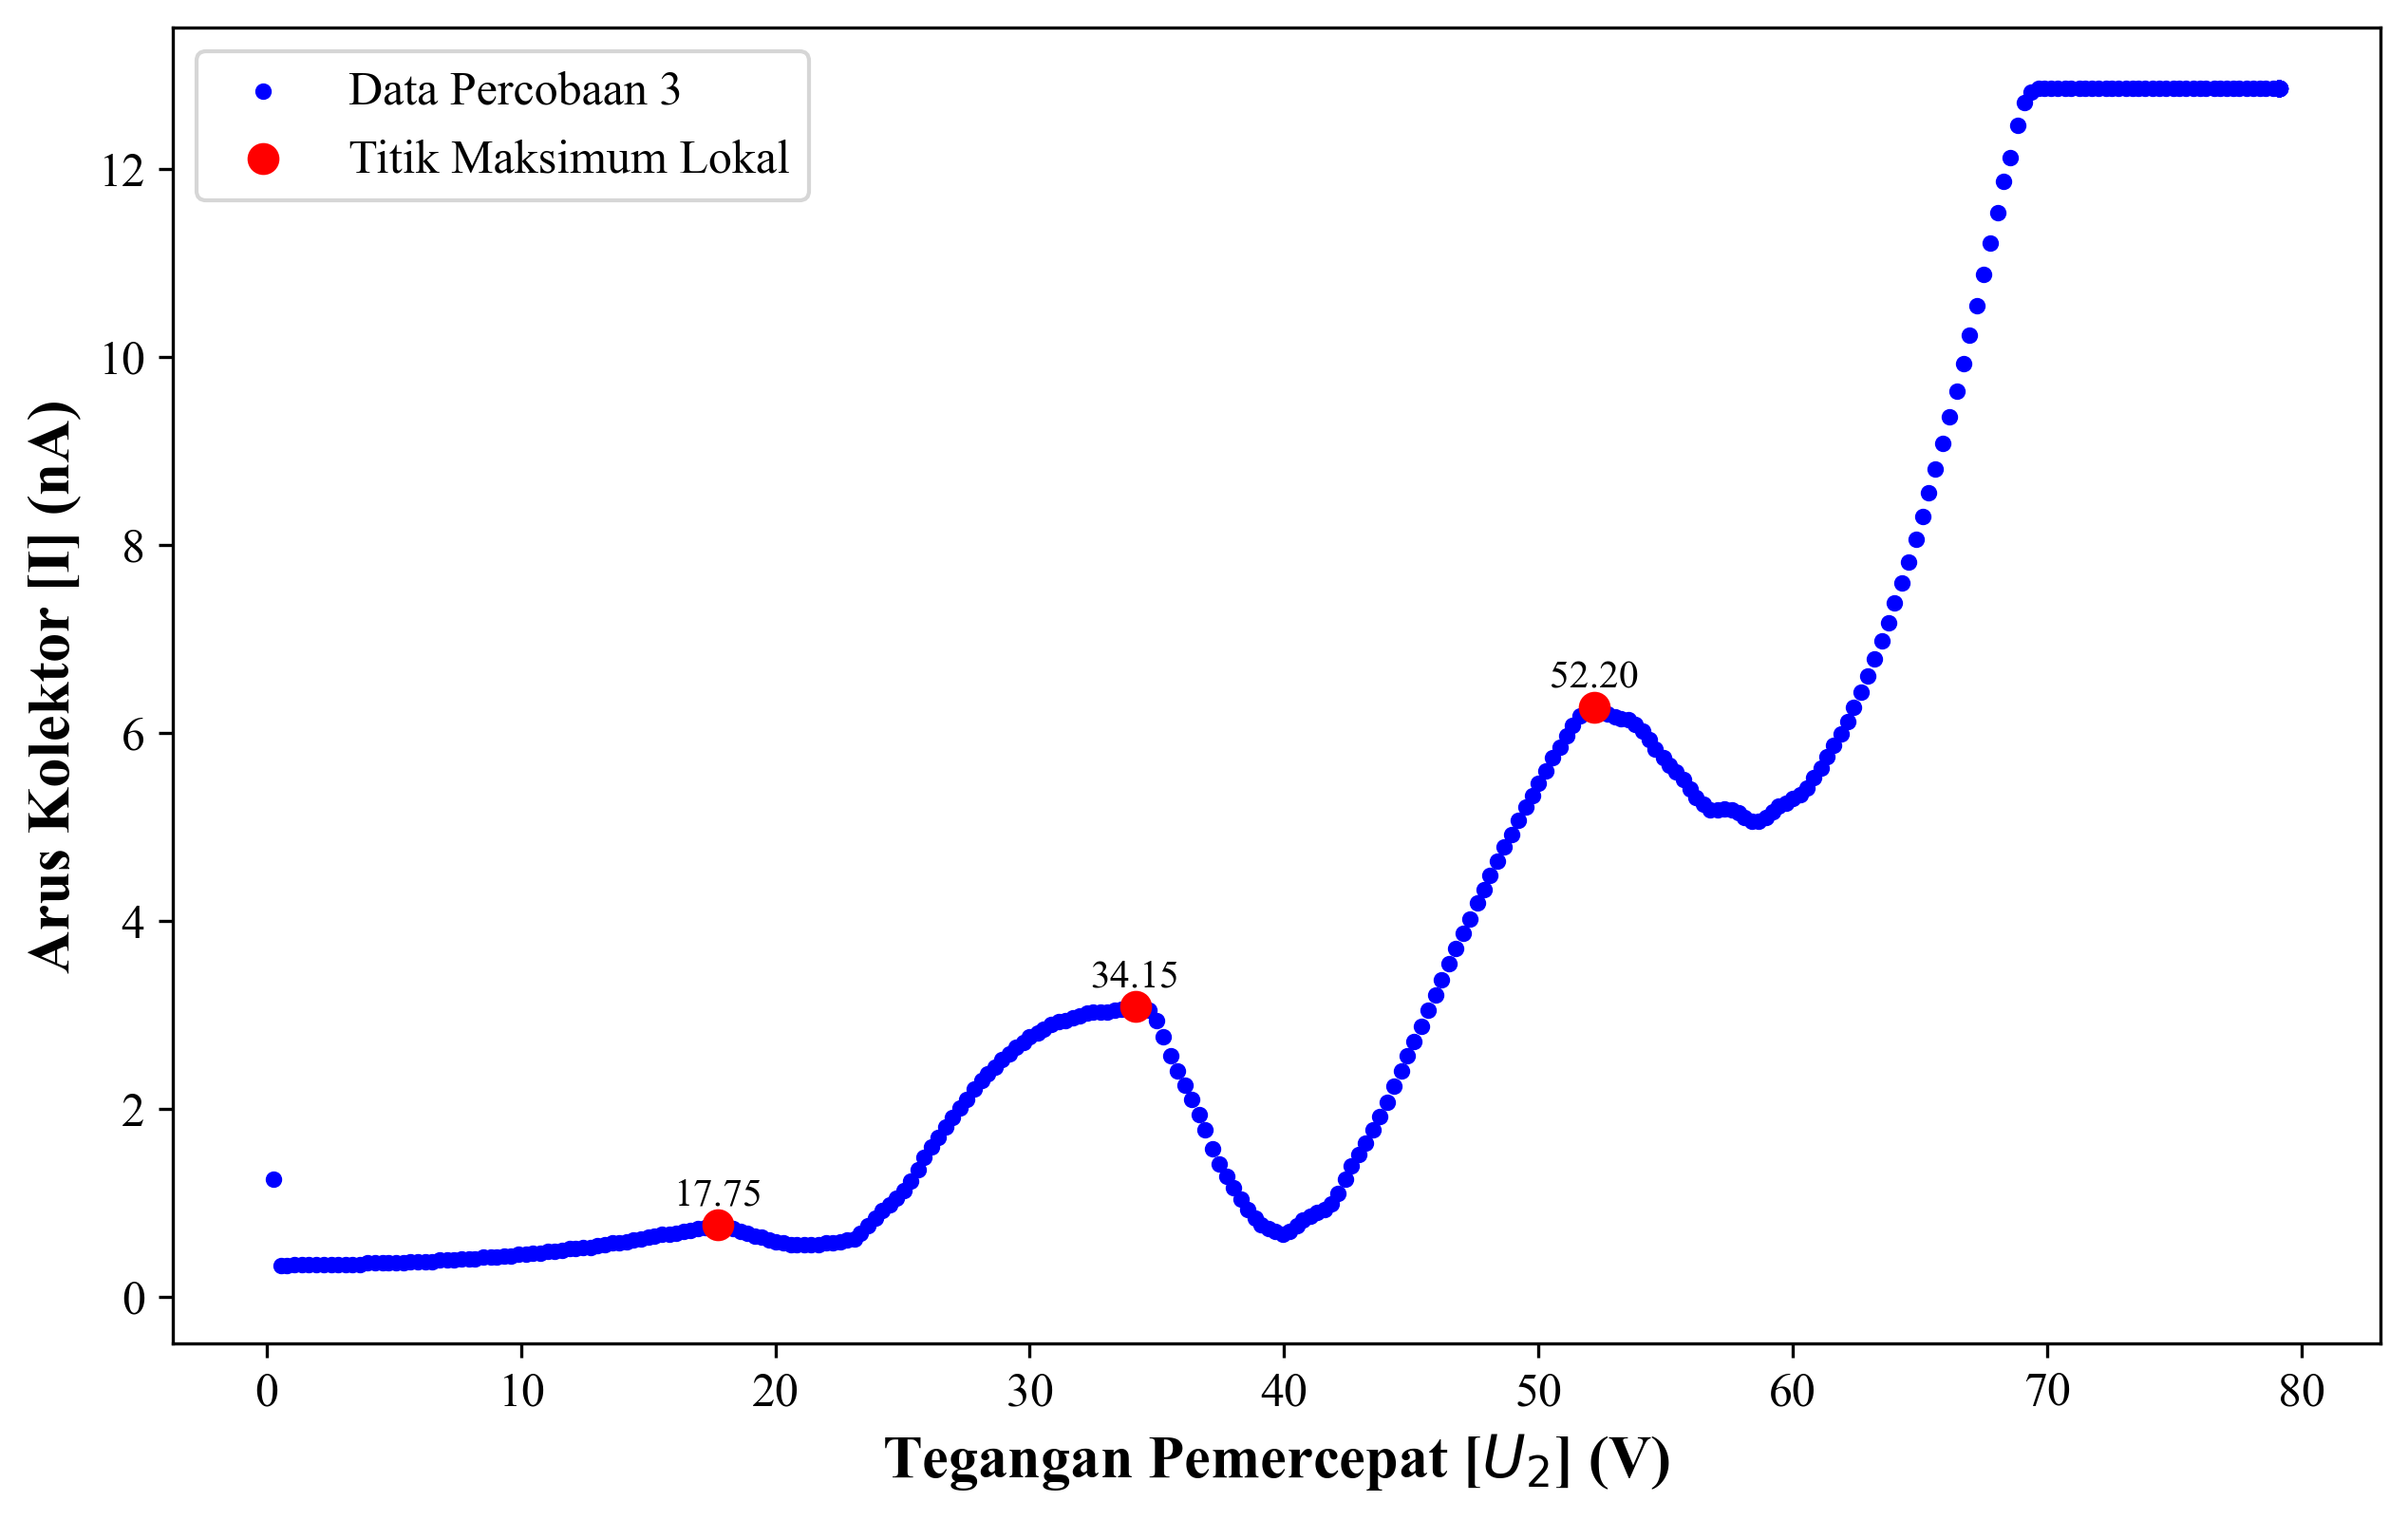 Data Percobaan 3
Titik Maksimum Lokal
Arus Kolektor [I] (nA)
12
10
8
6
4
2
0
52.20
34.15
17.75
0 10 20 30 40 50 60 70 80
Tegangan Pemercepat [U₂] (V)